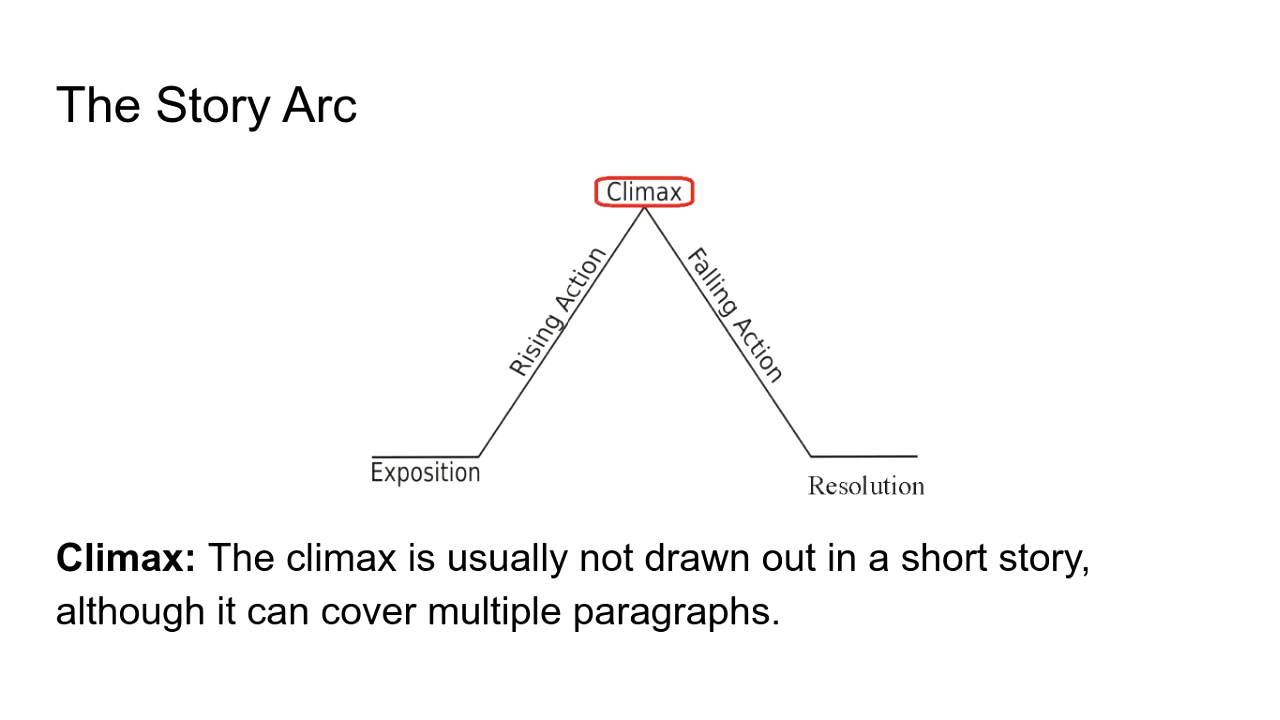 The Story Arc
Climax
Rising Action
Falling Action
Exposition
Resolution
Climax: The climax is usually not drawn out in a short story,
although it can cover multiple paragraphs.